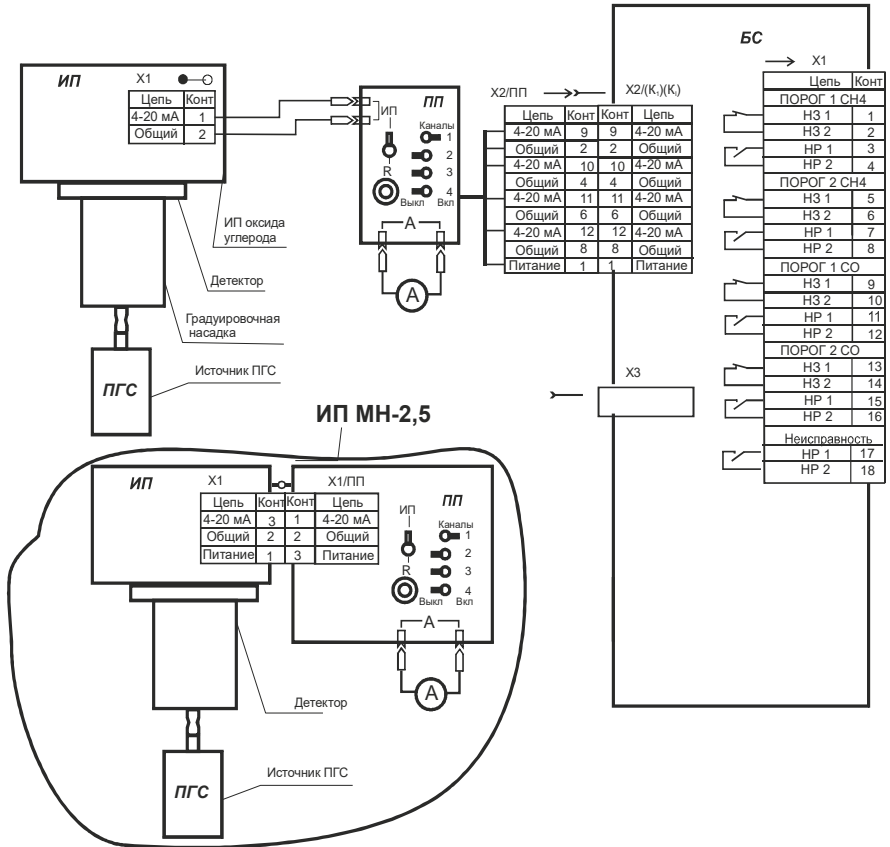 ИП
X1
Цепь Конт
4-20 мА 1
Общий 2
ИП оксида
углерода
Детектор
Градуировочная
насадка
Источник ПГС
ПГС
ПП
ИП
Каналы
1
2
3
4
R
Выкл Вкл
А
А
X2/ПП
X2/(К₁)(К₁)
Цепь Конт Конт Цепь
4-20 мА 9 9 4-20 мА
Общий 2 2 Общий
4-20 мА 10 10 4-20 мА
Общий 4 4 Общий
4-20 мА 11 11 4-20 мА
Общий 6 6 Общий
4-20 мА 12 12 4-20 мА
Общий 8 8 Общий
Питание 1 1 Питание
БС
X1
Цепь Конт
ПОРОГ 1 СН4
НЗ 1 1
НЗ 2 2
НР 1 3
НР 2 4
ПОРОГ 2 СН4
НЗ 1 5
НЗ 2 6
НР 1 7
НР 2 8
ПОРОГ 1 СО
НЗ 1 9
НЗ 2 10
НР 1 11
НР 2 12
ПОРОГ 2 СО
НЗ 1 13
НЗ 2 14
НР 1 15
НР 2 16
Неисправность
НР 1 17
НР 2 18
X3
ИП МН-2,5
ИП
X1
X1/ПП
Цепь Конт Конт Цепь
4-20 мА 3 1 4-20 мА
Общий 2 2 Общий
Питание 1 3 Питание
ПП
ИП
Каналы
1
2
3
4
R
Выкл Вкл
А
А
Детектор
Источник ПГС
ПГС